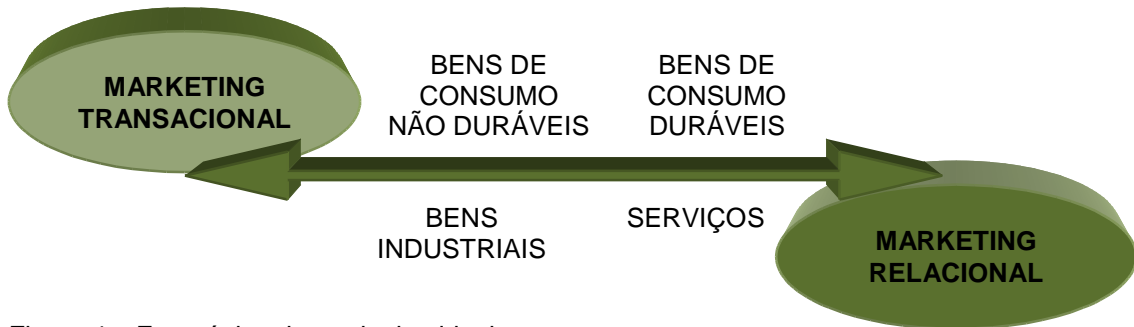 MARKETING
TRANSACIONAL
BENS DE
CONSUMO
NÃO DURÁVEIS
BENS DE
CONSUMO
DURÁVEIS
BENS
INDUSTRIAIS
SERVIÇOS
MARKETING
RELACIONAL